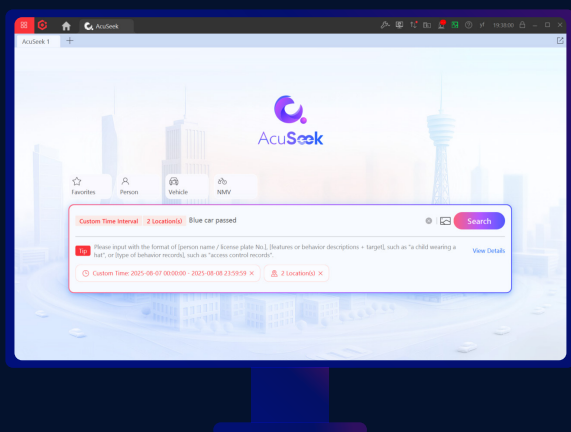 AcuSeek
19:38:00
AcuSeek 1
AcuSeek
Favorites
Person
Vehicle
NMV
Custom Time Interval
2 Location(s)
Blue car passed
Search
Tip
Please input with the format of [person name / license plate No.], [features or behavior descriptions + target], such as "a child wearing a
hat", or [type of behavior records], such as "access control records".
View Details
Custom Time: 2025-08-07 00:00:00 - 2025-08-08 23:59:59 ×
2 Location(s) ×